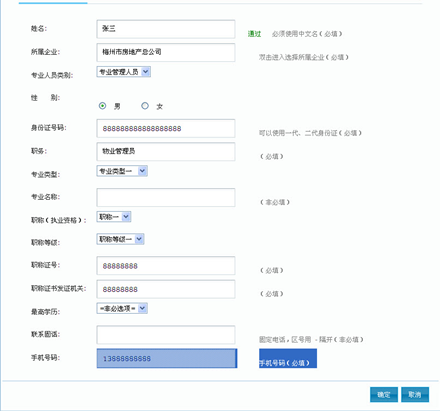 姓名： 张三 通过 必须使用中文名（必填）
所属企业： 梅州市房地产总公司 双击进入选择所属企业（必填）
专业人员类别： 专业管理人员
性 别： 男 女
身份证号码： 888888888888888888 可以使用一代、二代身份证（必填）
职务： 物业管理员 （必填）
专业类型： 专业类型一
专业名称： （非必填）
职称（执业资格）： 职称一
职称等级： 职称等级一
职称证号： 88888888 （必填）
职称证书发证机关： 88888888 （必填）
最高学历： =非必选项=
联系固话： 固定电话，区号用 - 隔开（非必填）
手机号码： 13688888888 手机号码（必填）
确定 取消